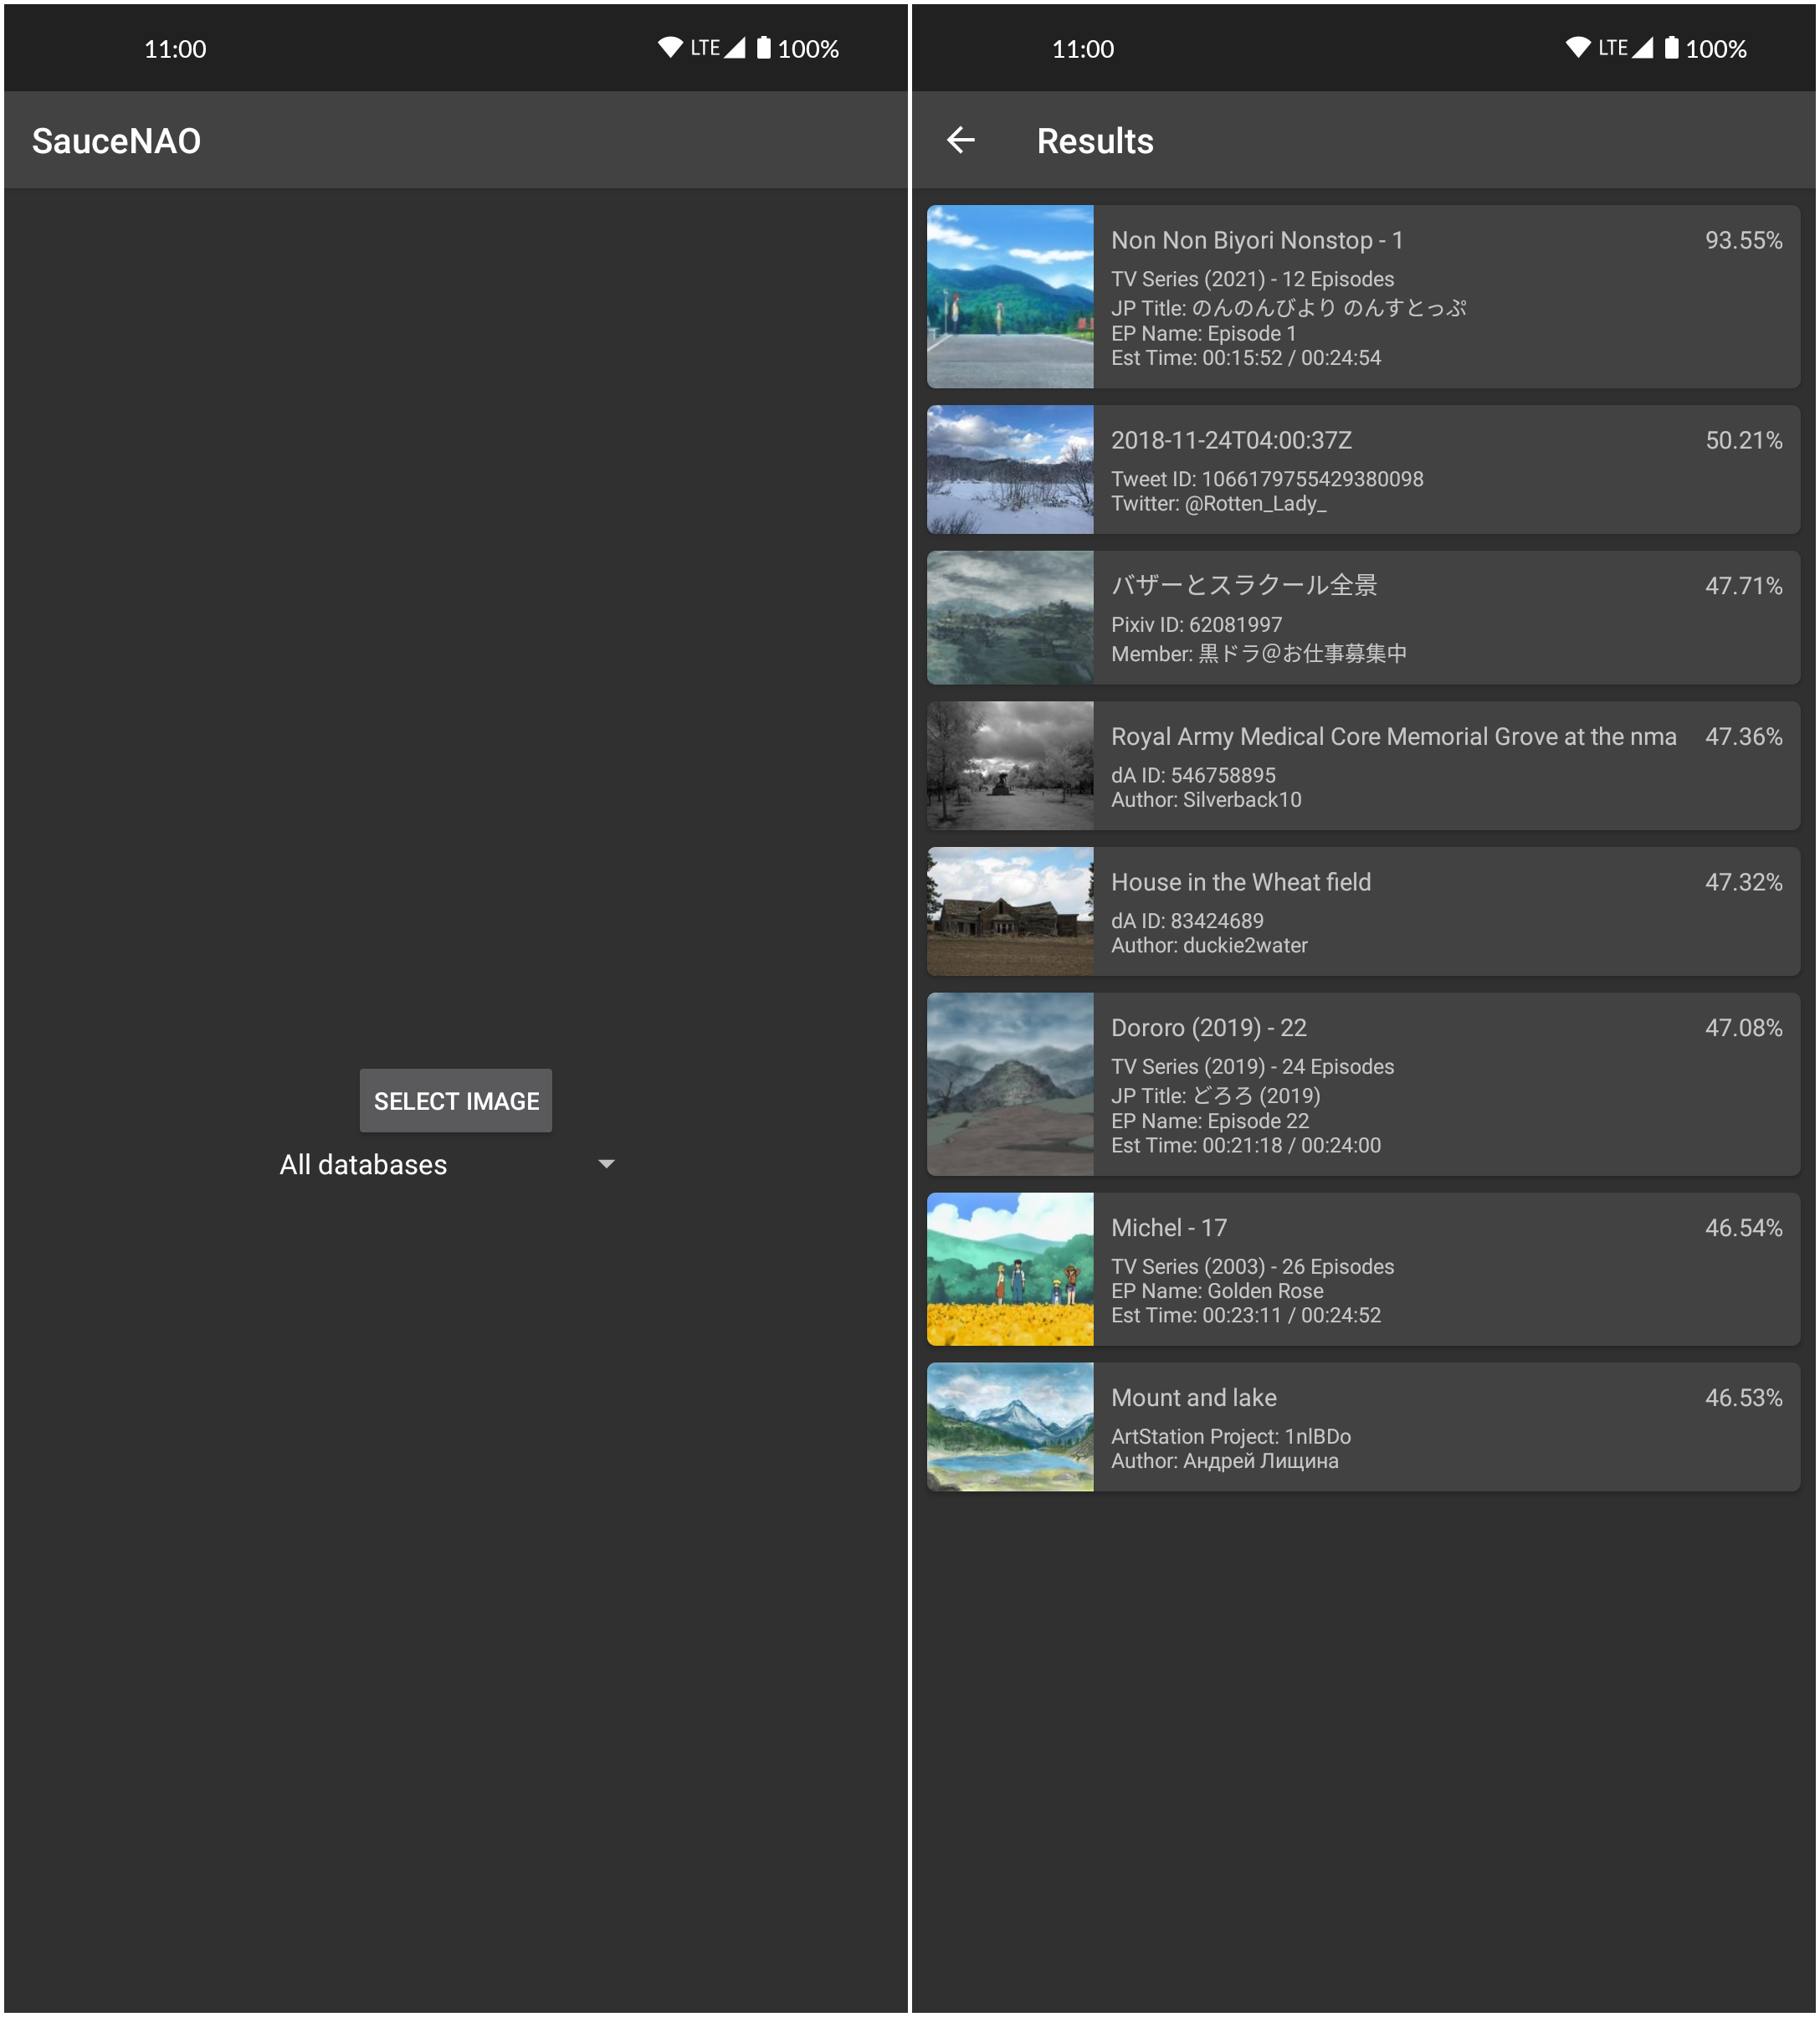 11:00
LTE 100%
SauceNAO
SELECT IMAGE
All databases
11:00
LTE 100%
Results
Non Non Biyori Nonstop - 1
93.55%
TV Series (2021) - 12 Episodes
JP Title: のんのんびより のんすとっぷ
EP Name: Episode 1
Est Time: 00:15:52 / 00:24:54
2018-11-24T04:00:37Z
50.21%
Tweet ID: 1066179755429380098
Twitter: @Rotten_Lady_
バザーとスラクール全景
47.71%
Pixiv ID: 62081997
Member: 黒ドラ@お仕事募集中
Royal Army Medical Core Memorial Grove at the nma
47.36%
dA ID: 546758895
Author: Silverback10
House in the Wheat field
47.32%
dA ID: 83424689
Author: duckie2water
Dororo (2019) - 22
47.08%
TV Series (2019) - 24 Episodes
JP Title: どろろ (2019)
EP Name: Episode 22
Est Time: 00:21:18 / 00:24:00
Michel - 17
46.54%
TV Series (2003) - 26 Episodes
EP Name: Golden Rose
Est Time: 00:23:11 / 00:24:52
Mount and lake
46.53%
ArtStation Project: 1nlBDo
Author: Андрей Лищина